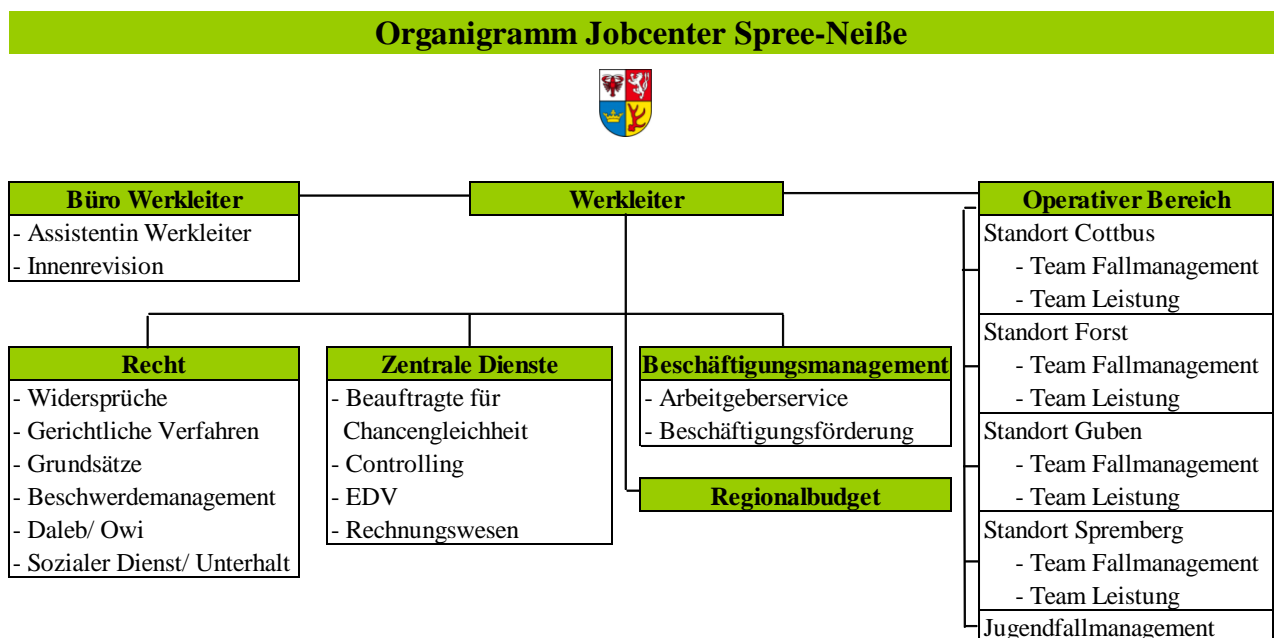 Organigramm Jobcenter Spree-Neiße
Büro Werkleiter
- Assistentin Werkleiter
- Innenrevision
Werkleiter
Operativer Bereich
Standort Cottbus
- Team Fallmanagement
- Team Leistung
Standort Forst
- Team Fallmanagement
- Team Leistung
Standort Guben
- Team Fallmanagement
- Team Leistung
Standort Spremberg
- Team Fallmanagement
- Team Leistung
Jugendfallmanagement
Recht
- Widersprüche
- Gerichtliche Verfahren
- Grundsätze
- Beschwerdemanagement
- Daleb/ Owi
- Sozialer Dienst/ Unterhalt
Zentrale Dienste
- Beauftragte für
Chancengleichheit
- Controlling
- EDV
- Rechnungswesen
Beschäftigungsmanagement
- Arbeitgeberservice
- Beschäftigungsförderung
Regionalbudget